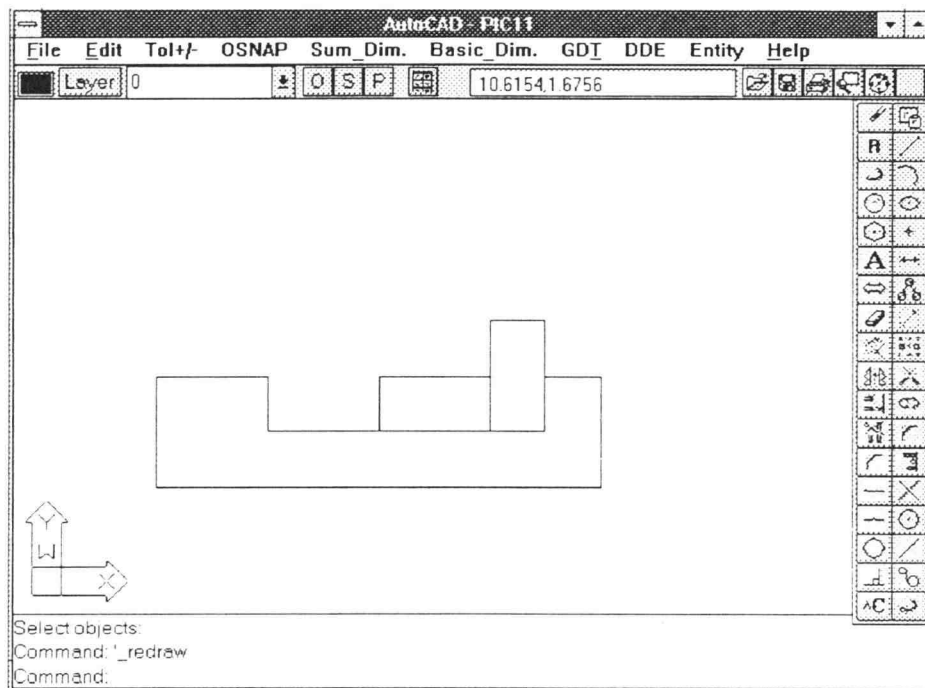 AutoCAD - PIC11
File Edit Tol+/- OSNAP Sum_Dim. Basic_Dim. GDT DDE Entity Help
Layer 0 O S P 10.6154,1.6756
R
A
Y
W
X
^C
Select objects:
Command: '_redraw
Command: